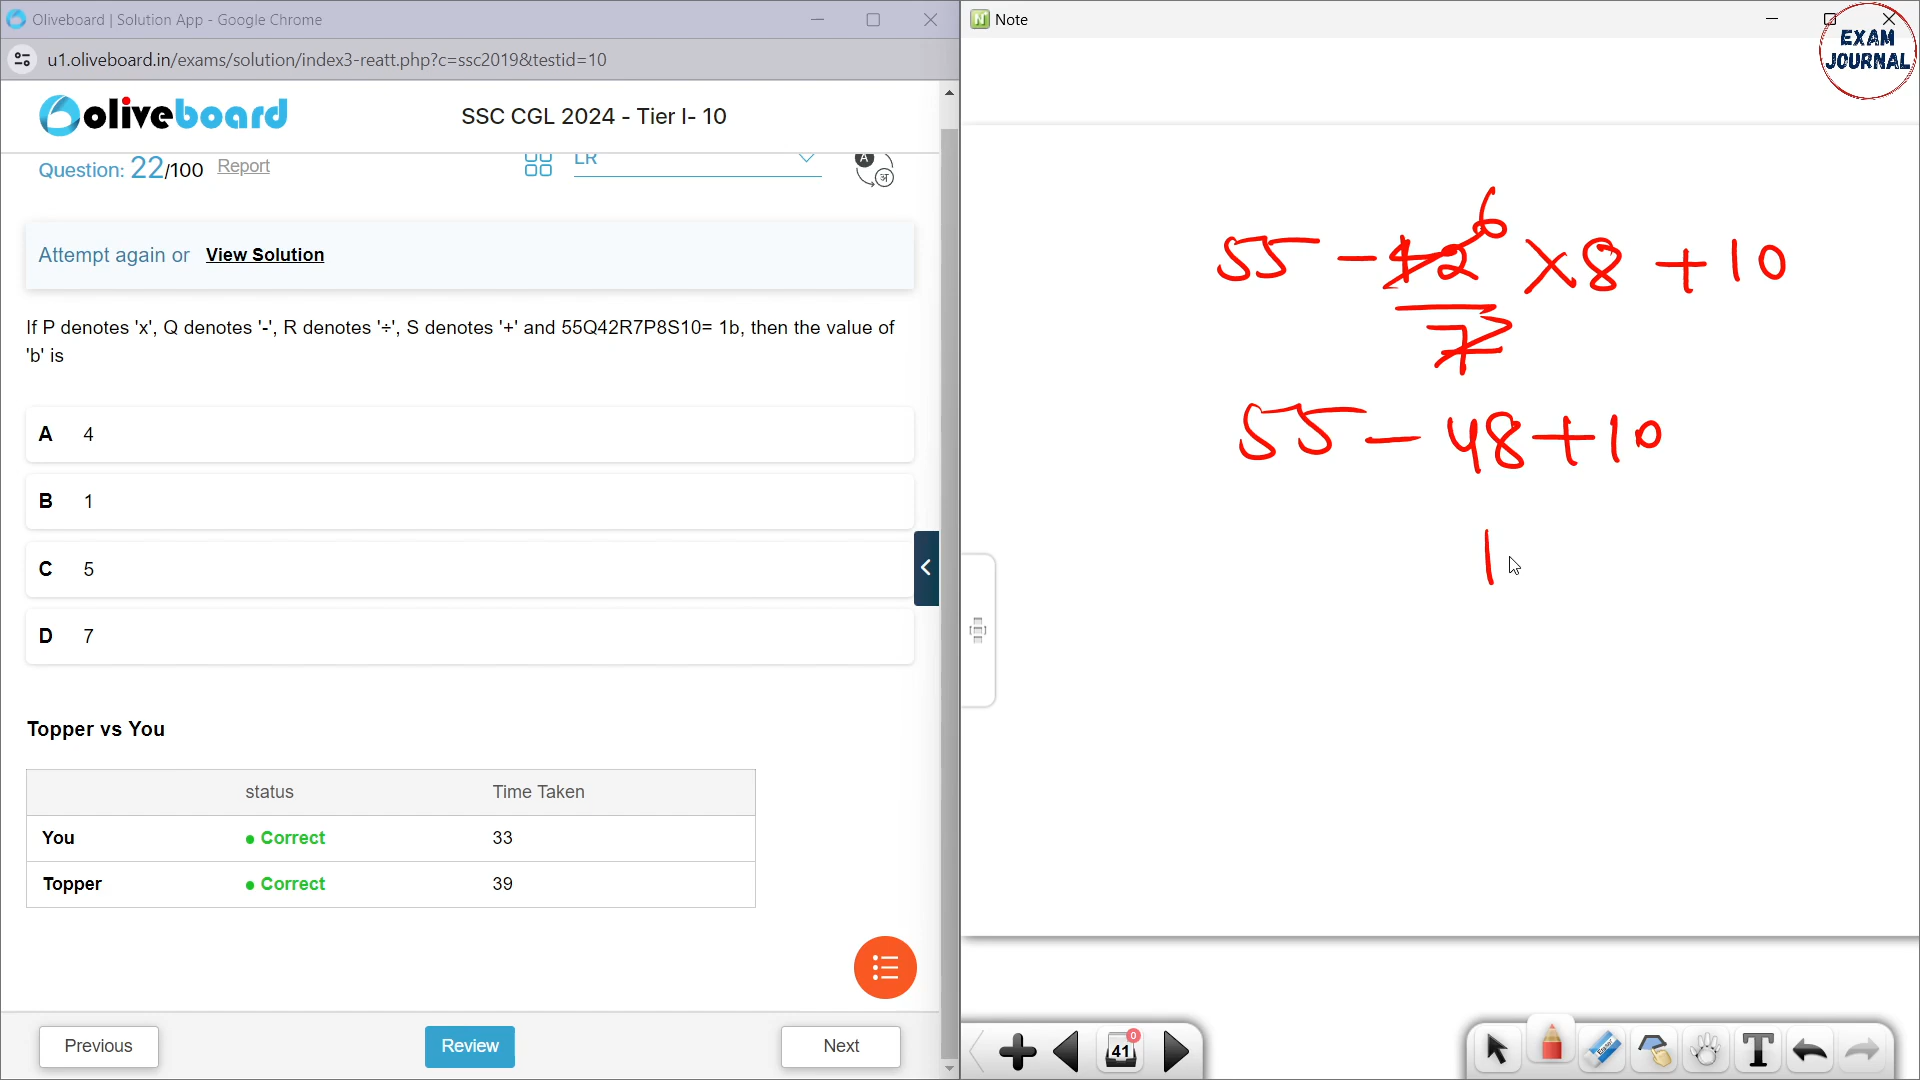 Oliveboard | Solution App - Google Chrome
u1.oliveboard.in/exams/solution/index3-reatt.php?c=ssc2019&testid=10
oliveboard
SSC CGL 2024 - Tier I- 10
Question: 22/100 Report
LR
A
अ
Attempt again or View Solution
If P denotes 'x', Q denotes '-', R denotes '÷', S denotes '+' and 55Q42R7P8S10= 1b, then the value of
'b' is
A 4
B 1
C 5
D 7
Topper vs You
status Time Taken
You Correct 33
Topper Correct 39
Previous Review Next
Note
EXAM
JOURNAL
6
55 - 42 × 8 + 10
7
55 - 48 + 10
1
41
0
T